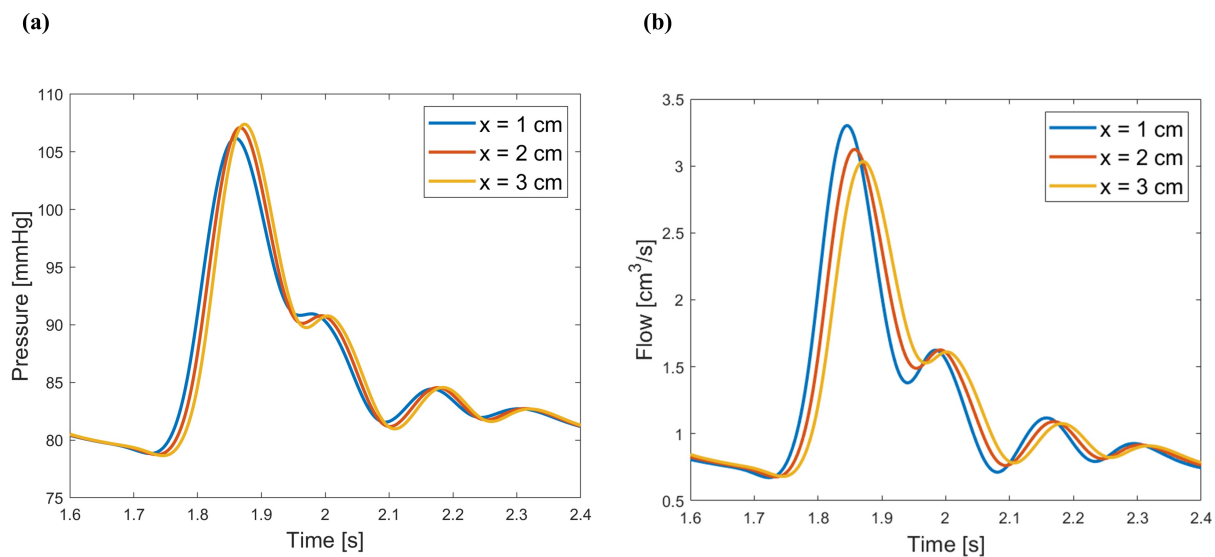 (a)
110
105
100
95
90
85
80
75
Pressure [mmHg]
1.6 1.7 1.8 1.9 2 2.1 2.2 2.3 2.4
Time [s]
x = 1 cm
x = 2 cm
x = 3 cm
(b)
3.5
3
2.5
2
1.5
1
0.5
Flow [cm³/s]
1.6 1.7 1.8 1.9 2 2.1 2.2 2.3 2.4
Time [s]
x = 1 cm
x = 2 cm
x = 3 cm